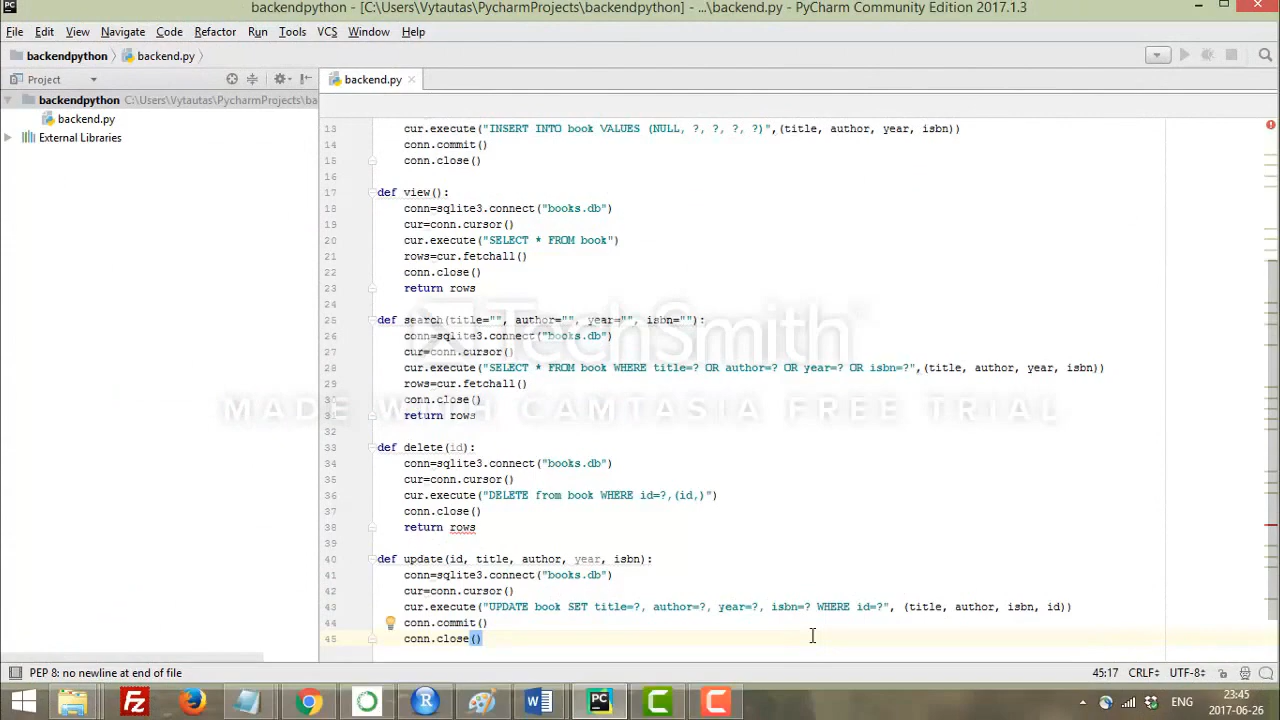 backendpython - [C:\Users\Vytautas\PycharmProjects\backendpython] - ...\backend.py - PyCharm Community Edition 2017.1.3
File Edit View Navigate Code Refactor Run Tools VCS Window Help
backendpython backend.py
Project
backend.py
backendpython C:\Users\Vytautas\PycharmProjects\ba
backend.py
External Libraries
13 cur.execute("INSERT INTO book VALUES (NULL, ?, ?, ?, ?)",(title, author, year, isbn))
14 conn.commit()
15 conn.close()
16
17 def view():
18 conn=sqlite3.connect("books.db")
19 cur=conn.cursor()
20 cur.execute("SELECT * FROM book")
21 rows=cur.fetchall()
22 conn.close()
23 return rows
24
25 def search(title="", author="", year="", isbn=""):
26 conn=sqlite3.connect("books.db")
27 cur=conn.cursor()
28 cur.execute("SELECT * FROM book WHERE title=? OR author=? OR year=? OR isbn=?",(title, author, year, isbn))
29 rows=cur.fetchall()
30 conn.close()
31 return rows
32
33 def delete(id):
34 conn=sqlite3.connect("books.db")
35 cur=conn.cursor()
36 cur.execute("DELETE from book WHERE id=?,(id,)")
37 conn.close()
38 return rows
39
40 def update(id, title, author, year, isbn):
41 conn=sqlite3.connect("books.db")
42 cur=conn.cursor()
43 cur.execute("UPDATE book SET title=?, author=?, year=?, isbn=? WHERE id=?", (title, author, isbn, id))
44 conn.commit()
45 conn.close()
TechSmith
MADE WITH CAMTASIA FREE TRIAL
PEP 8: no newline at end of file
45:17 CRLF UTF-8
ENG
23:45
2017-06-26